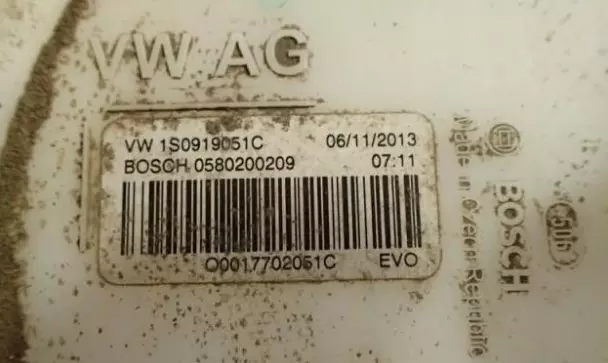 VW AG
VW 1S0919051C 06/11/2013
BOSCH 0580200209 07:11
O0017702051C EVO
BOSCH
Made in Czech Republic